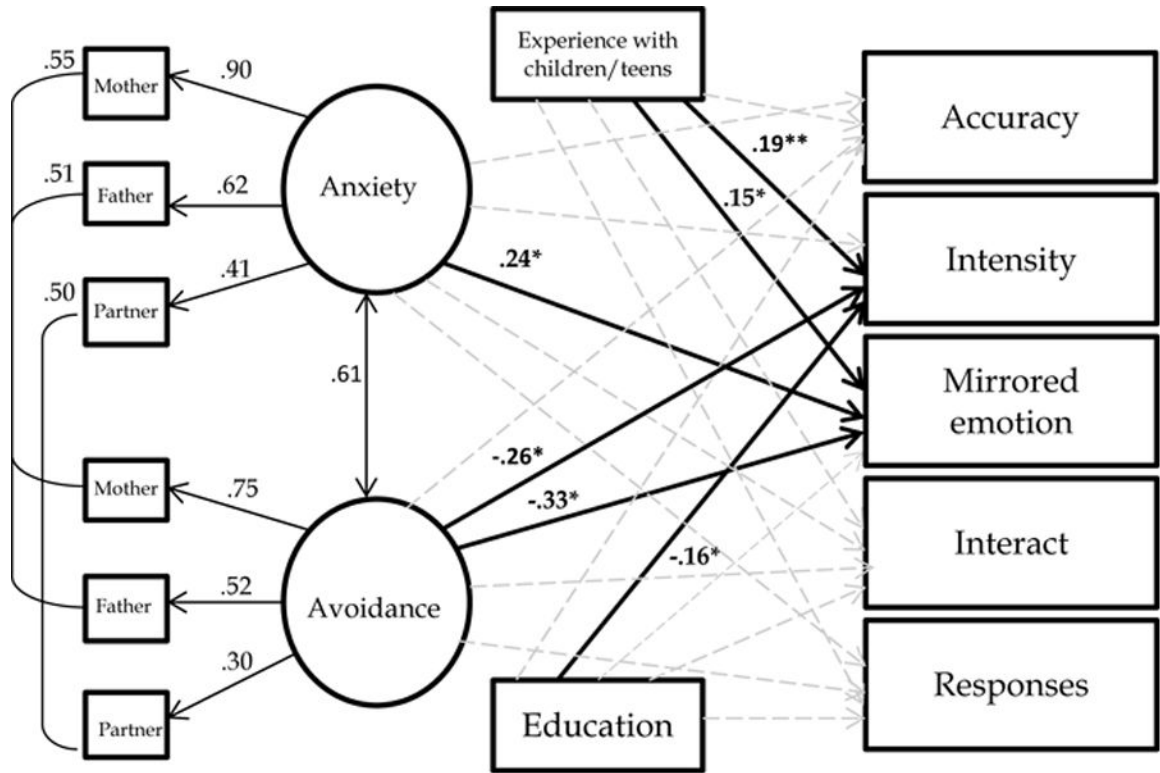 Experience with
children/teens
.55
Mother
.90
Accuracy
.19**
.51
Father
.62
Anxiety
.15*
.24*
Intensity
.50
Partner
.41
.61
Mirrored
emotion
-.26*
Mother
.75
-.33*
Interact
-.16*
Father
.52
Avoidance
.30
Partner
Education
Responses